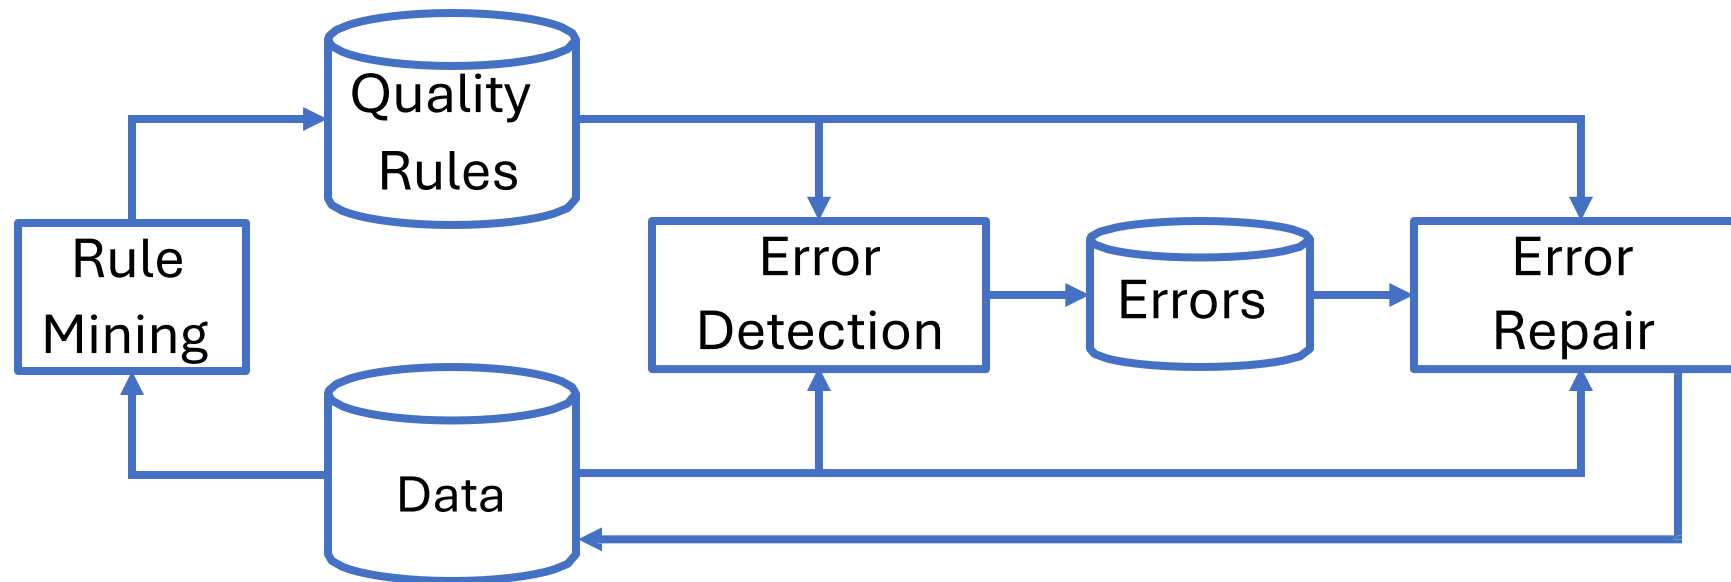 Quality
Rules
Rule
Mining
Error
Detection
Errors
Error
Repair
Data